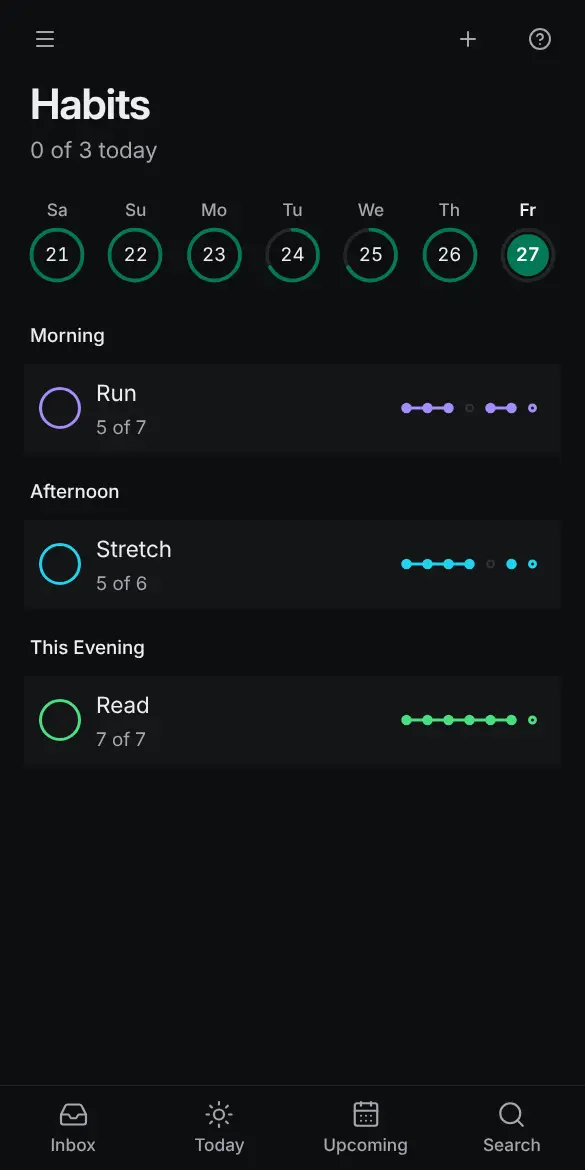 Habits
0 of 3 today
Sa Su Mo Tu We Th Fr
21 22 23 24 25 26 27
Morning
Run
5 of 7
Afternoon
Stretch
5 of 6
This Evening
Read
7 of 7
Inbox Today Upcoming Search